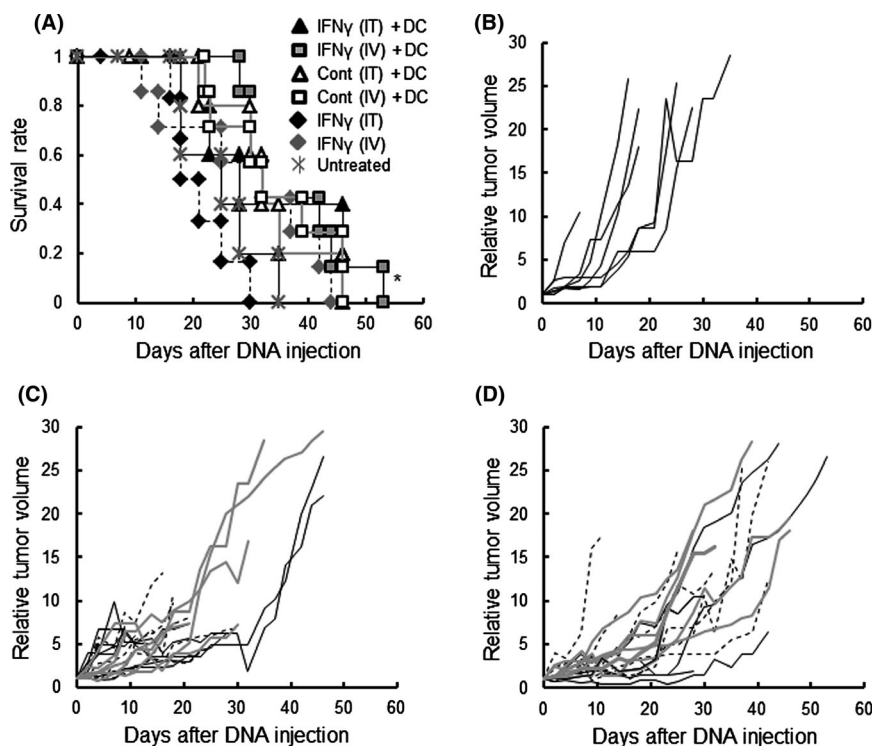 (A)
IFNγ (IT) + DC
IFNγ (IV) + DC
Cont (IT) + DC
Cont (IV) + DC
IFNγ (IT)
IFNγ (IV)
Untreated
1
0.8
0.6
0.4
0.2
0
Survival rate
*
0 10 20 30 40 50 60
Days after DNA injection
(B)
30
25
20
15
10
5
0
Relative tumor volume
0 10 20 30 40 50 60
Days after DNA injection
(C)
30
25
20
15
10
5
0
Relative tumor volume
0 10 20 30 40 50 60
Days after DNA injection
(D)
30
25
20
15
10
5
0
Relative tumor volume
0 10 20 30 40 50 60
Days after DNA injection